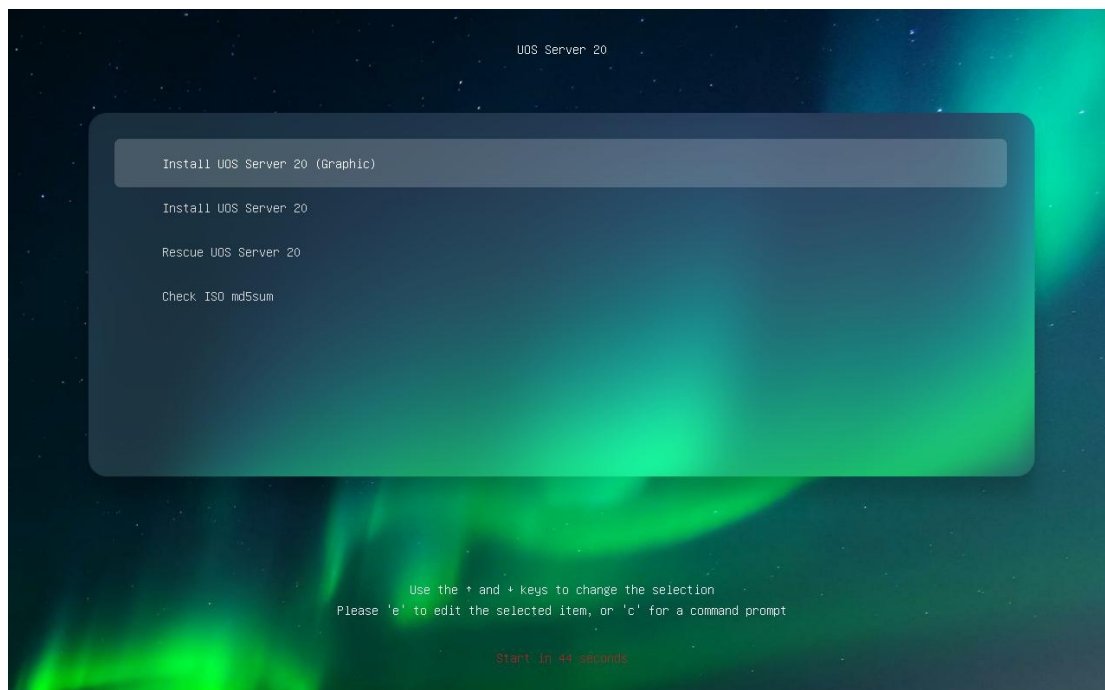 UOS Server 20
Install UOS Server 20 (Graphic)
Install UOS Server 20
Rescue UOS Server 20
Check ISO md5sum
Use the ↑ and ↓ keys to change the selection
Please 'e' to edit the selected item, or 'c' for a command prompt
Start in 44 seconds